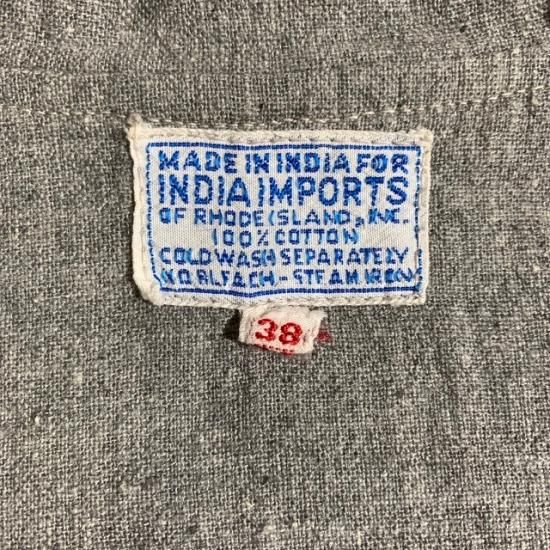 MADE IN INDIA FOR
INDIA IMPORTS
OF RHODE ISLAND, INC.
100% COTTON
COLD WASH SEPARATELY
NO BLEACH - STEAM IRON
38